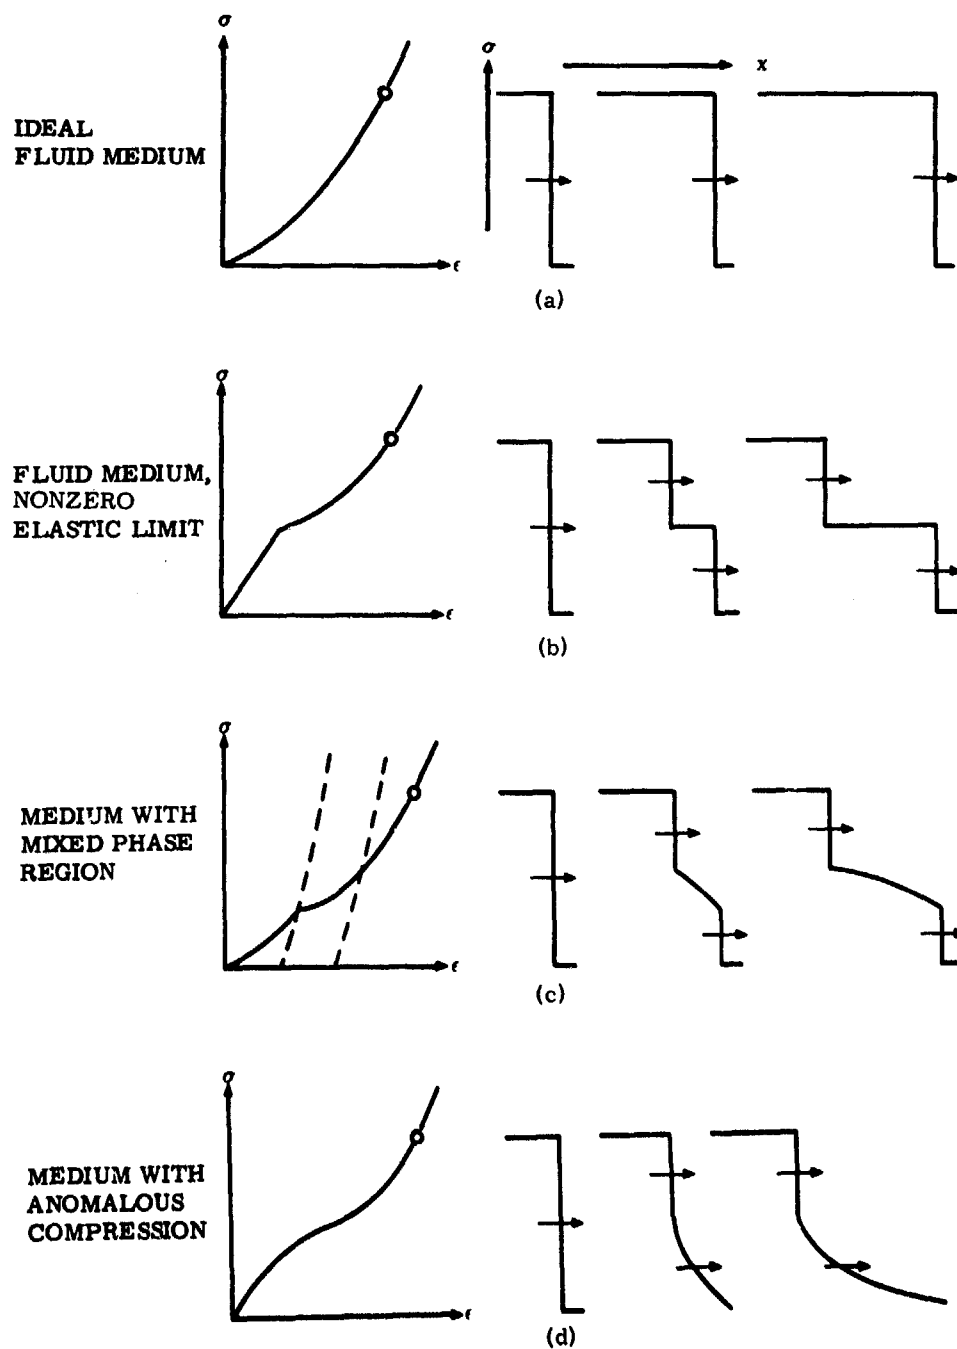 σ
σ
x
IDEAL
FLUID MEDIUM
ϵ
(a)
σ
FLUID MEDIUM,
NONZERO
ELASTIC LIMIT
ϵ
(b)
σ
MEDIUM WITH
MIXED PHASE
REGION
ϵ
(c)
σ
MEDIUM WITH
ANOMALOUS
COMPRESSION
ϵ
(d)